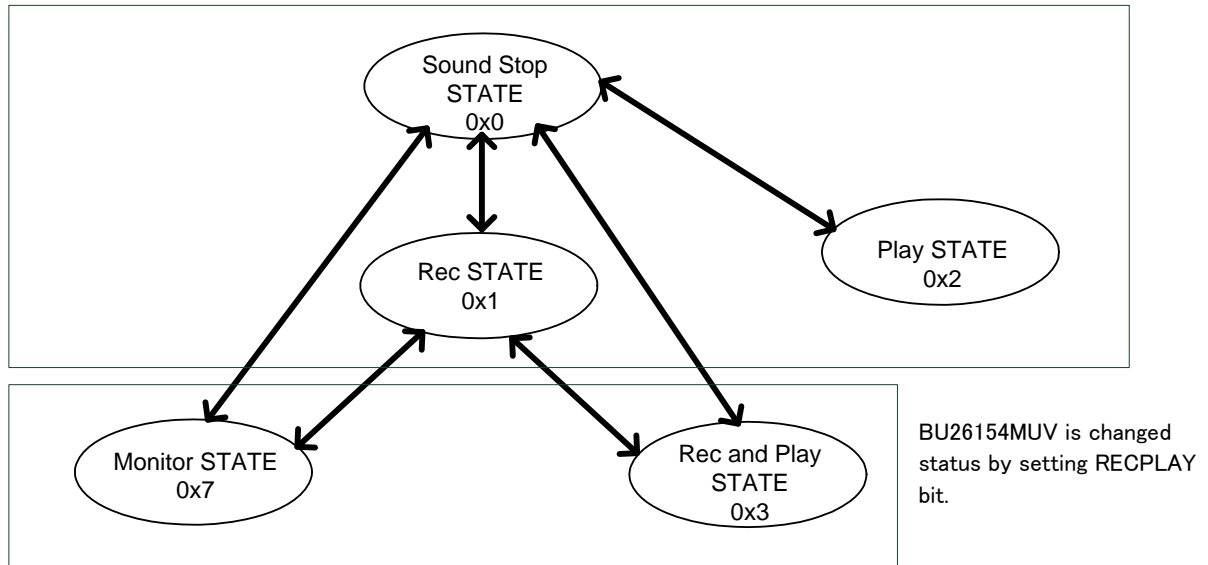 Sound Stop
STATE
0x0
Play STATE
0x2
Rec STATE
0x1
Monitor STATE
0x7
Rec and Play
STATE
0x3
BU26154MUV is changed
status by setting RECPLAY
bit.